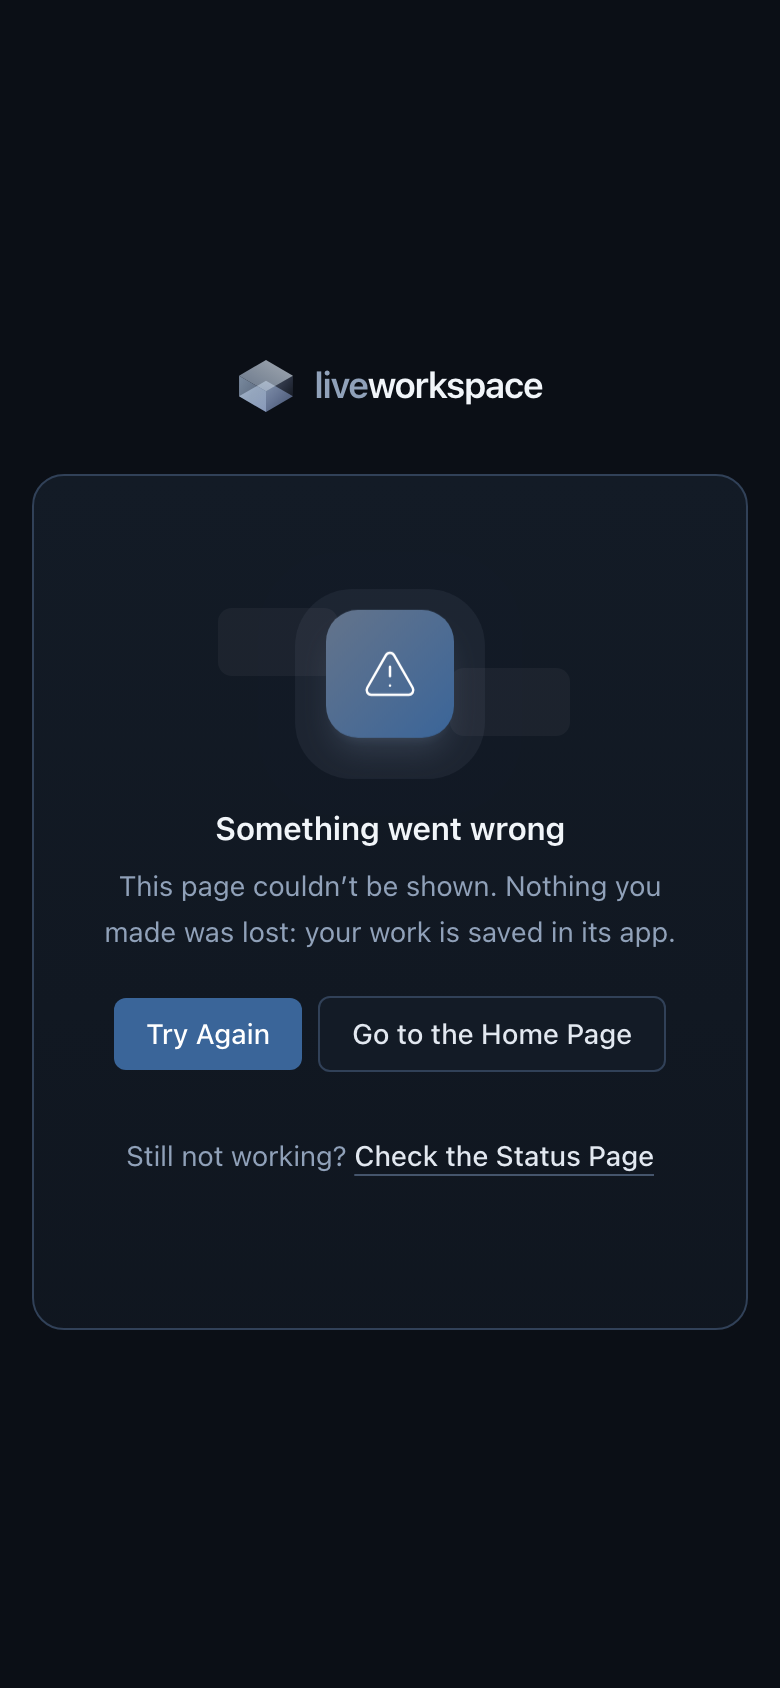 liveworkspace
Something went wrong
This page couldn’t be shown. Nothing you
made was lost: your work is saved in its app.
Try Again
Go to the Home Page
Still not working? Check the Status Page